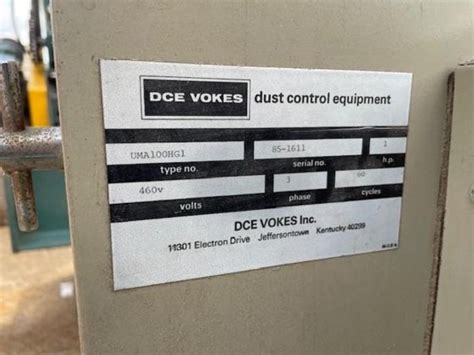 DCE VOKES dust control equipment
UMA100HG1 85-1611 1
type no. serial no. h.p.
460v 3 60
volts phase cycles
DCE VOKES Inc.
11301 Electron Drive Jeffersontown Kentucky 40299